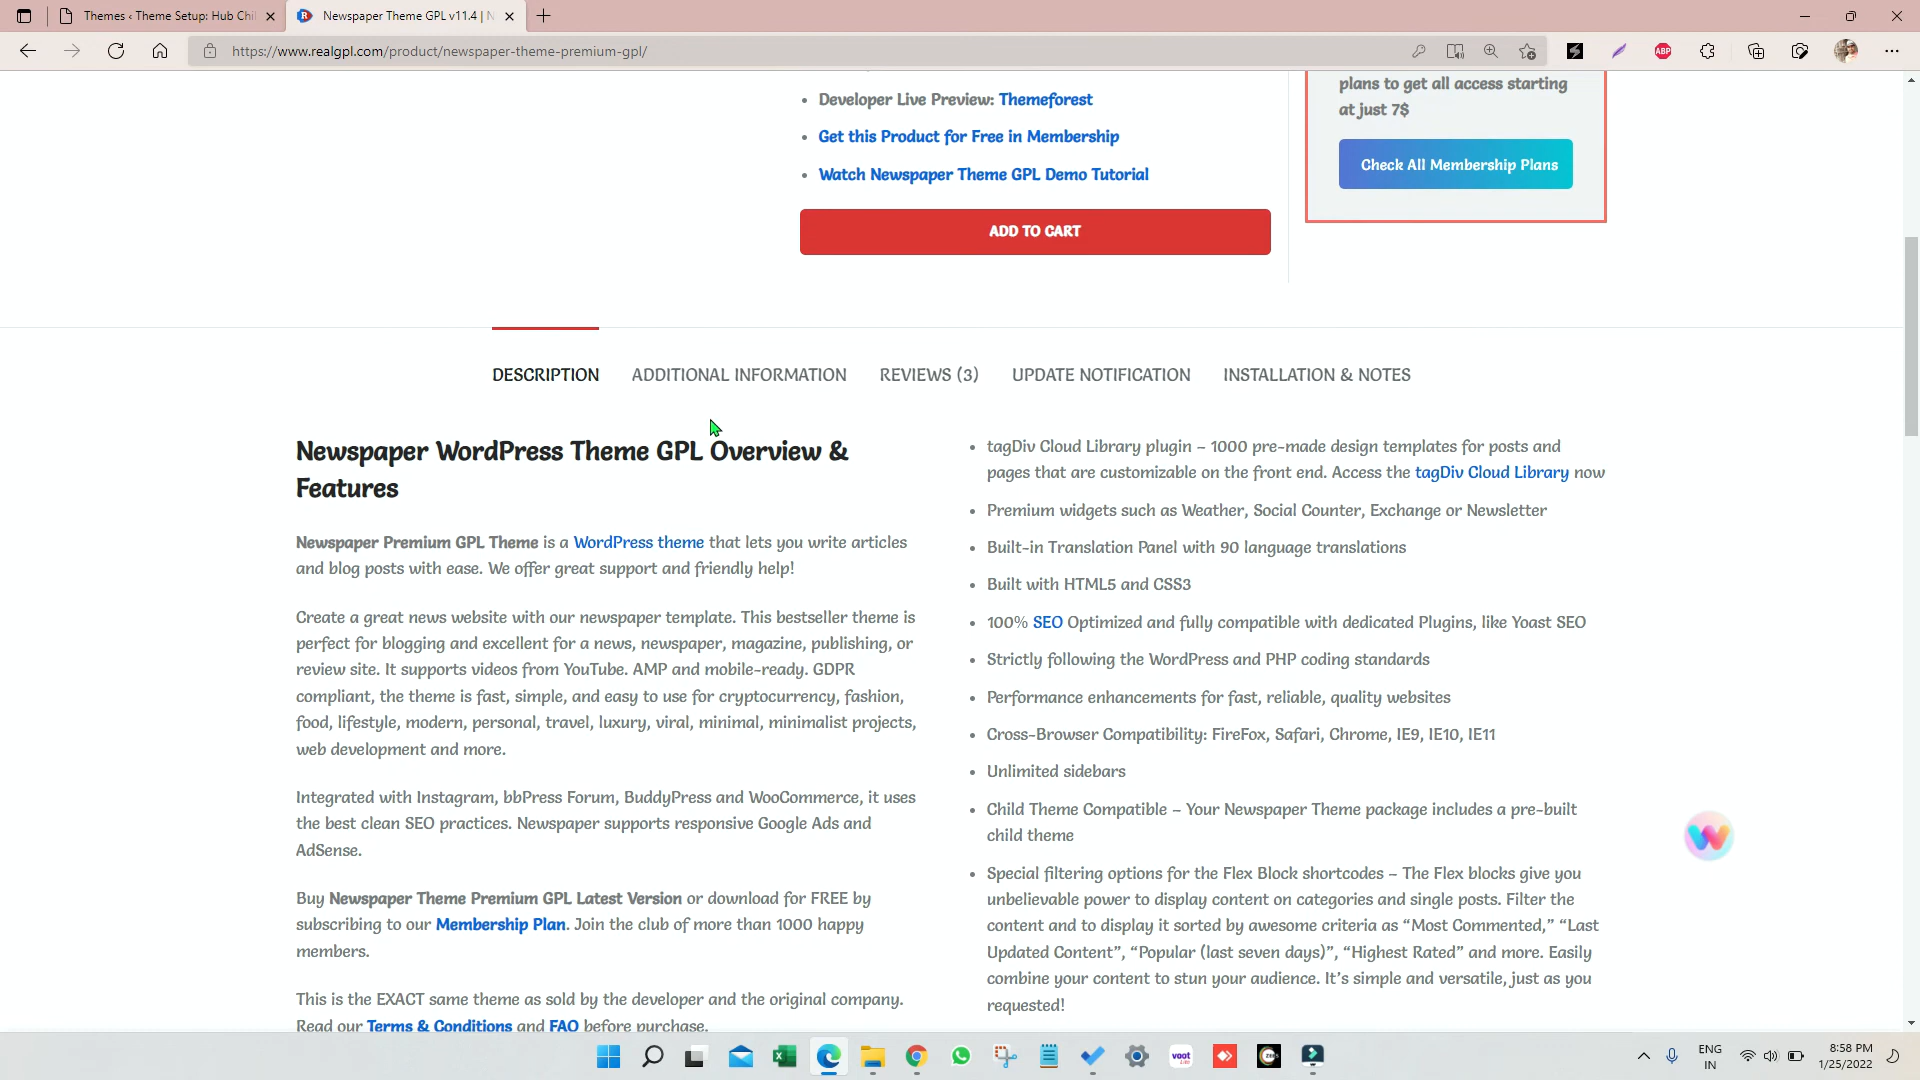 Themes ‹ Theme Setup: Hub Chi
Newspaper Theme GPL v11.4 | N
https://www.realgpl.com/product/newspaper-theme-premium-gpl/
ABP
plans to get all access starting
at just 7$
Check All Membership Plans
Developer Live Preview: Themeforest
Get this Product for Free in Membership
Watch Newspaper Theme GPL Demo Tutorial
ADD TO CART
DESCRIPTION
ADDITIONAL INFORMATION
REVIEWS (3)
UPDATE NOTIFICATION
INSTALLATION & NOTES
Newspaper WordPress Theme GPL Overview &
Features
Newspaper Premium GPL Theme is a WordPress theme that lets you write articles
and blog posts with ease. We offer great support and friendly help!
Create a great news website with our newspaper template. This bestseller theme is
perfect for blogging and excellent for a news, newspaper, magazine, publishing, or
review site. It supports videos from YouTube. AMP and mobile-ready. GDPR
compliant, the theme is fast, simple, and easy to use for cryptocurrency, fashion,
food, lifestyle, modern, personal, travel, luxury, viral, minimal, minimalist projects,
web development and more.
Integrated with Instagram, bbPress Forum, BuddyPress and WooCommerce, it uses
the best clean SEO practices. Newspaper supports responsive Google Ads and
AdSense.
Buy Newspaper Theme Premium GPL Latest Version or download for FREE by
subscribing to our Membership Plan. Join the club of more than 1000 happy
members.
This is the EXACT same theme as sold by the developer and the original company.
Read our Terms & Conditions and FAQ before purchase.
tagDiv Cloud Library plugin – 1000 pre-made design templates for posts and
pages that are customizable on the front end. Access the tagDiv Cloud Library now
Premium widgets such as Weather, Social Counter, Exchange or Newsletter
Built-in Translation Panel with 90 language translations
Built with HTML5 and CSS3
100% SEO Optimized and fully compatible with dedicated Plugins, like Yoast SEO
Strictly following the WordPress and PHP coding standards
Performance enhancements for fast, reliable, quality websites
Cross-Browser Compatibility: FireFox, Safari, Chrome, IE9, IE10, IE11
Unlimited sidebars
Child Theme Compatible – Your Newspaper Theme package includes a pre-built
child theme
Special filtering options for the Flex Block shortcodes – The Flex blocks give you
unbelievable power to display content on categories and single posts. Filter the
content and to display it sorted by awesome criteria as “Most Commented,” “Last
Updated Content”, “Popular (last seven days)”, “Highest Rated” and more. Easily
combine your content to stun your audience. It’s simple and versatile, just as you
requested!
voot
ENG
IN
8:58 PM
1/25/2022